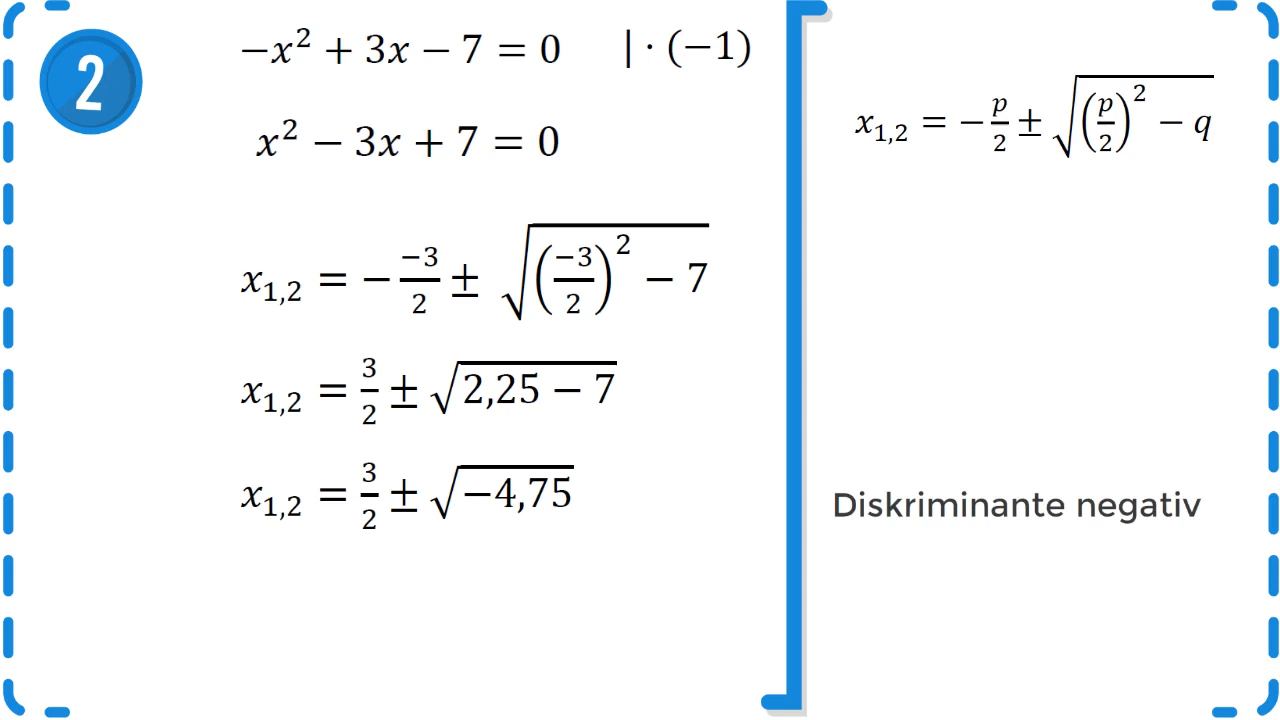 2
−x² + 3x − 7 = 0 | · (−1)
x² − 3x + 7 = 0
x₁,₂ = − −3/2 ± √((−3/2)² − 7)
x₁,₂ = 3/2 ± √(2,25 − 7)
x₁,₂ = 3/2 ± √(−4,75)
x₁,₂ = − p/2 ± √((p/2)² − q)
Diskriminante negativ